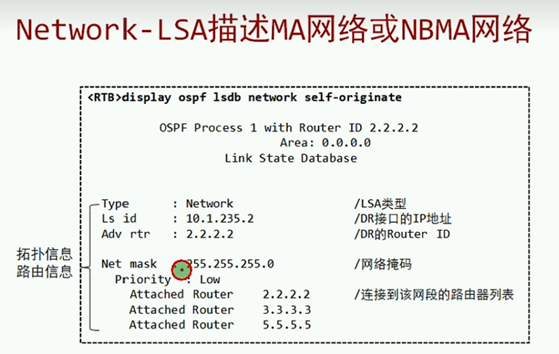 Network-LSA描述MA网络或NBMA网络
<RTB>display ospf lsdb network self-originate
OSPF Process 1 with Router ID 2.2.2.2
Area: 0.0.0.0
Link State Database
Type : Network /LSA类型
Ls id : 10.1.235.2 /DR接口的IP地址
Adv rtr : 2.2.2.2 /DR的Router ID
拓扑信息
路由信息
Net mask : 255.255.255.0 /网络掩码
Priority : Low
Attached Router 2.2.2.2 /连接到该网段的路由器列表
Attached Router 3.3.3.3
Attached Router 5.5.5.5